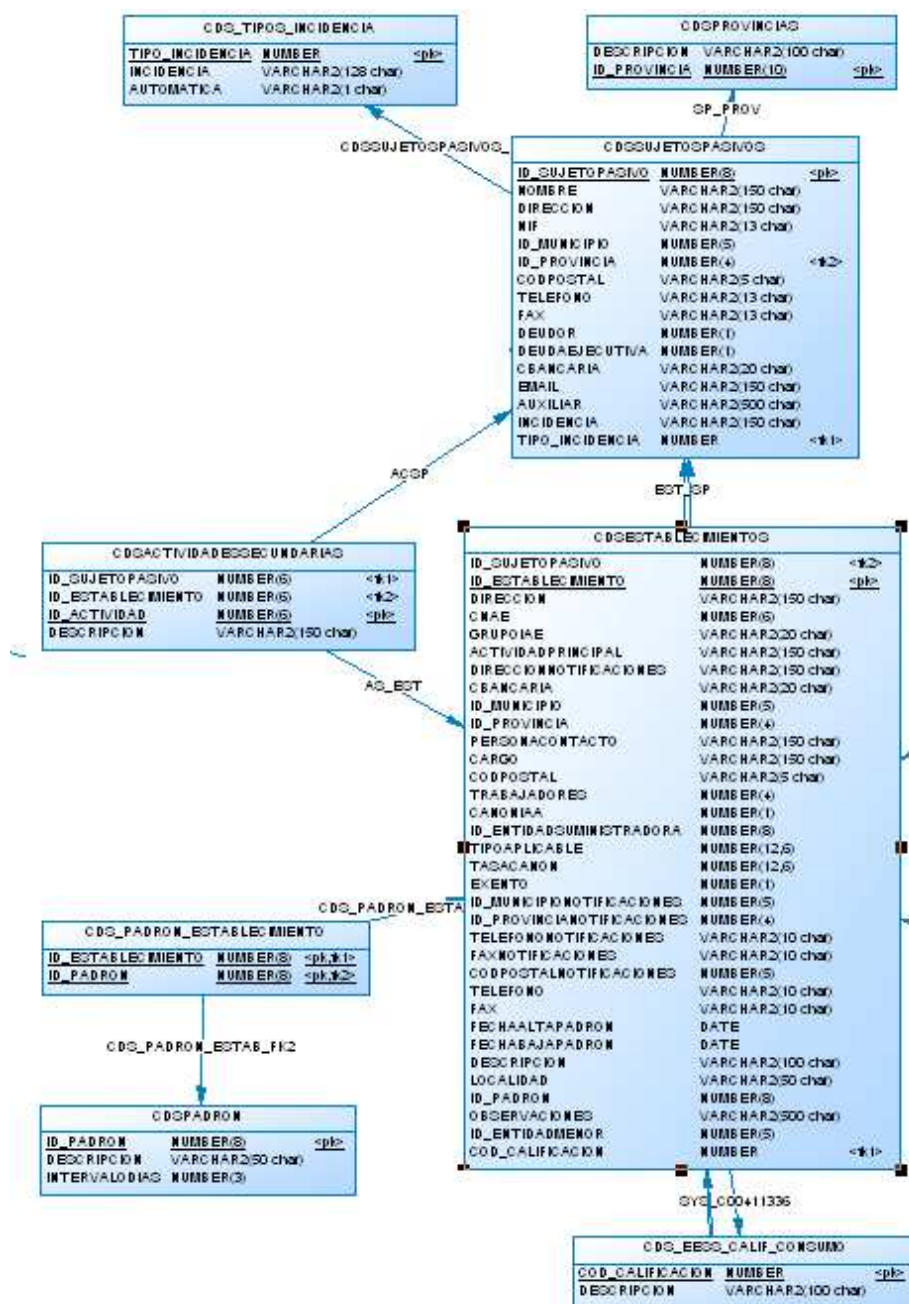 CDS_TIPOS_INCIDENCIA
TIPO_INCIDENCIA NUMBER <pk>
INCIDENCIA VARCHAR2(128 char)
AUTOMATICA VARCHAR2(1 char)
CDSPROVINCIAS
DESCRIPCION VARCHAR2(100 char)
ID_PROVINCIA NUMBER(10) <pk>
SP_PROV
CDSSUJETOSPASIVOS_
CDSSUJETOSPASIVOS
ID_SUJETOPASIVO NUMBER(8) <pk>
NOMBRE VARCHAR2(150 char)
DIRECCION VARCHAR2(150 char)
NIF VARCHAR2(13 char)
ID_MUNICIPIO NUMBER(5)
ID_PROVINCIA NUMBER(4) <fk2>
CODPOSTAL VARCHAR2(5 char)
TELEFONO VARCHAR2(13 char)
FAX VARCHAR2(13 char)
DEUDOR NUMBER(1)
DEUDAEJECUTIVA NUMBER(1)
CBANCARIA VARCHAR2(20 char)
EMAIL VARCHAR2(150 char)
AUXILIAR VARCHAR2(500 char)
INCIDENCIA VARCHAR2(150 char)
TIPO_INCIDENCIA NUMBER <fk1>
ACSP
EST_SP
CDSACTIVIDADESSECUNDARIAS
ID_SUJETOPASIVO NUMBER(6) <fk1>
ID_ESTABLECIMIENTO NUMBER(6) <fk2>
ID_ACTIVIDAD NUMBER(6) <pk>
DESCRIPCION VARCHAR2(150 char)
AS_EST
CDSESTABLECIMIENTOS
ID_SUJETOPASIVO NUMBER(8) <fk2>
ID_ESTABLECIMIENTO NUMBER(8) <pk>
DIRECCION VARCHAR2(150 char)
CNAE NUMBER(6)
GRUPOIAE VARCHAR2(20 char)
ACTIVIDADPRINCIPAL VARCHAR2(150 char)
DIRECCIONNOTIFICACIONES VARCHAR2(150 char)
CBANCARIA VARCHAR2(20 char)
ID_MUNICIPIO NUMBER(5)
ID_PROVINCIA NUMBER(4)
PERSONACONTACTO VARCHAR2(150 char)
CARGO VARCHAR2(150 char)
CODPOSTAL VARCHAR2(5 char)
TRABAJADORES NUMBER(4)
CANONIAA NUMBER(1)
ID_ENTIDADSUMINISTRADORA NUMBER(8)
TIPOAPLICABLE NUMBER(12,6)
TASACANON NUMBER(12,6)
EXENTO NUMBER(1)
ID_MUNICIPIONOTIFICACIONES NUMBER(5)
ID_PROVINCIANOTIFICACIONES NUMBER(4)
TELEFONONOTIFICACIONES VARCHAR2(10 char)
FAXNOTIFICACIONES VARCHAR2(10 char)
CODPOSTALNOTIFICACIONES NUMBER(5)
TELEFONO VARCHAR2(10 char)
FAX VARCHAR2(10 char)
FECHAALTAPADRON DATE
FECHABAJAPADRON DATE
DESCRIPCION VARCHAR2(100 char)
LOCALIDAD VARCHAR2(50 char)
ID_PADRON NUMBER(8)
OBSERVACIONES VARCHAR2(500 char)
ID_ENTIDADMENOR NUMBER(5)
COD_CALIFICACION NUMBER <fk1>
CDS_PADRON_ESTA
CDS_PADRON_ESTABLECIMIENTO
ID_ESTABLECIMIENTO NUMBER(8) <pk,fk1>
ID_PADRON NUMBER(8) <pk,fk2>
CDS_PADRON_ESTAB_FK2
CDSPADRON
ID_PADRON NUMBER(8) <pk>
DESCRIPCION VARCHAR2(50 char)
INTERVALODIAS NUMBER(3)
SYS_C00411336
CDS_EESS_CALIF_CONSUMO
COD_CALIFICACION NUMBER <pk>
DESCRIPCION VARCHAR2(100 char)